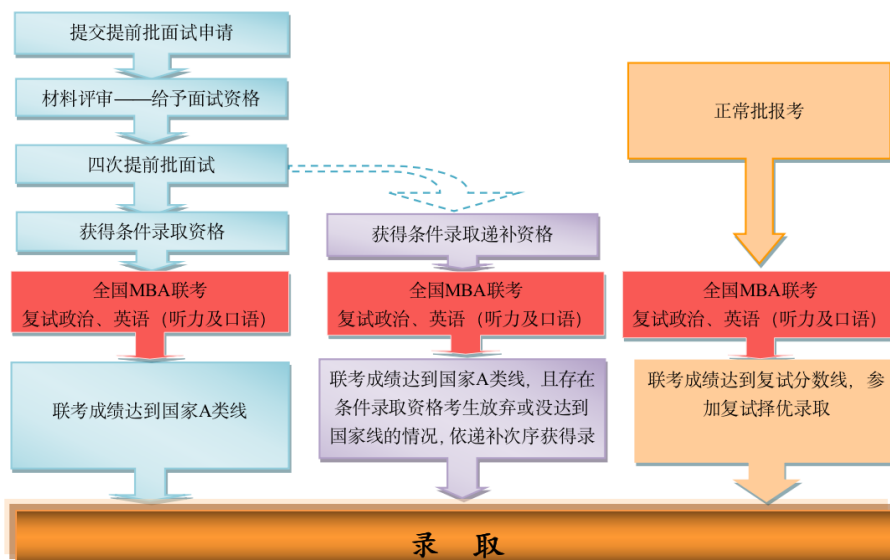 提交提前批面试申请
材料评审——给予面试资格
四次提前批面试
获得条件录取资格
全国MBA联考
复试政治、英语（听力及口语）
联考成绩达到国家A类线
获得条件录取递补资格
全国MBA联考
复试政治、英语（听力及口语）
联考成绩达到国家A类线，且存在
条件录取资格考生放弃或没达到
国家线的情况，依递补次序获得录
正常批报考
全国MBA联考
复试政治、英语（听力及口语）
联考成绩达到复试分数线，参
加复试择优录取
录 取